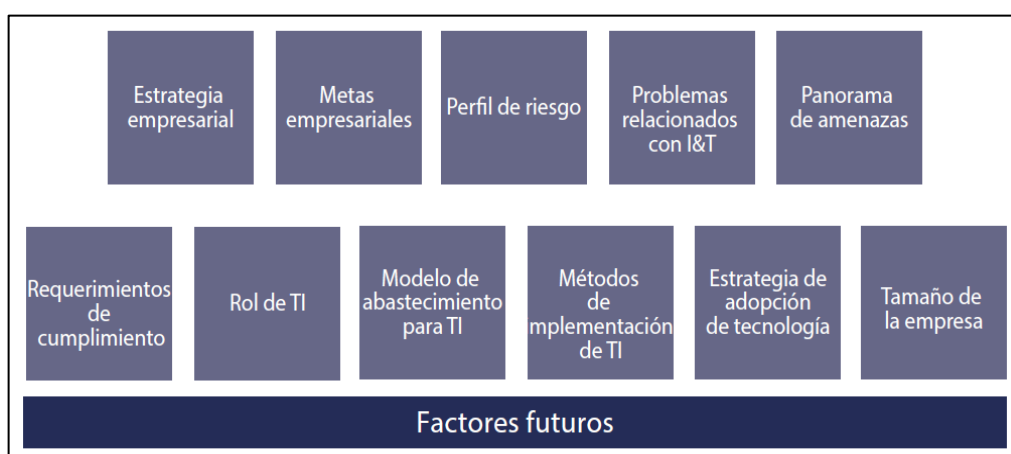 Estrategia
empresarial
Metas
empresariales
Perfil de riesgo
Problemas
relacionados
con I&T
Panorama
de amenazas
Requerimientos
de
cumplimiento
Rol de TI
Modelo de
abastecimiento
para TI
Métodos
de
mplementación
de TI
Estrategia de
adopción
de tecnología
Tamaño de
la empresa
Factores futuros